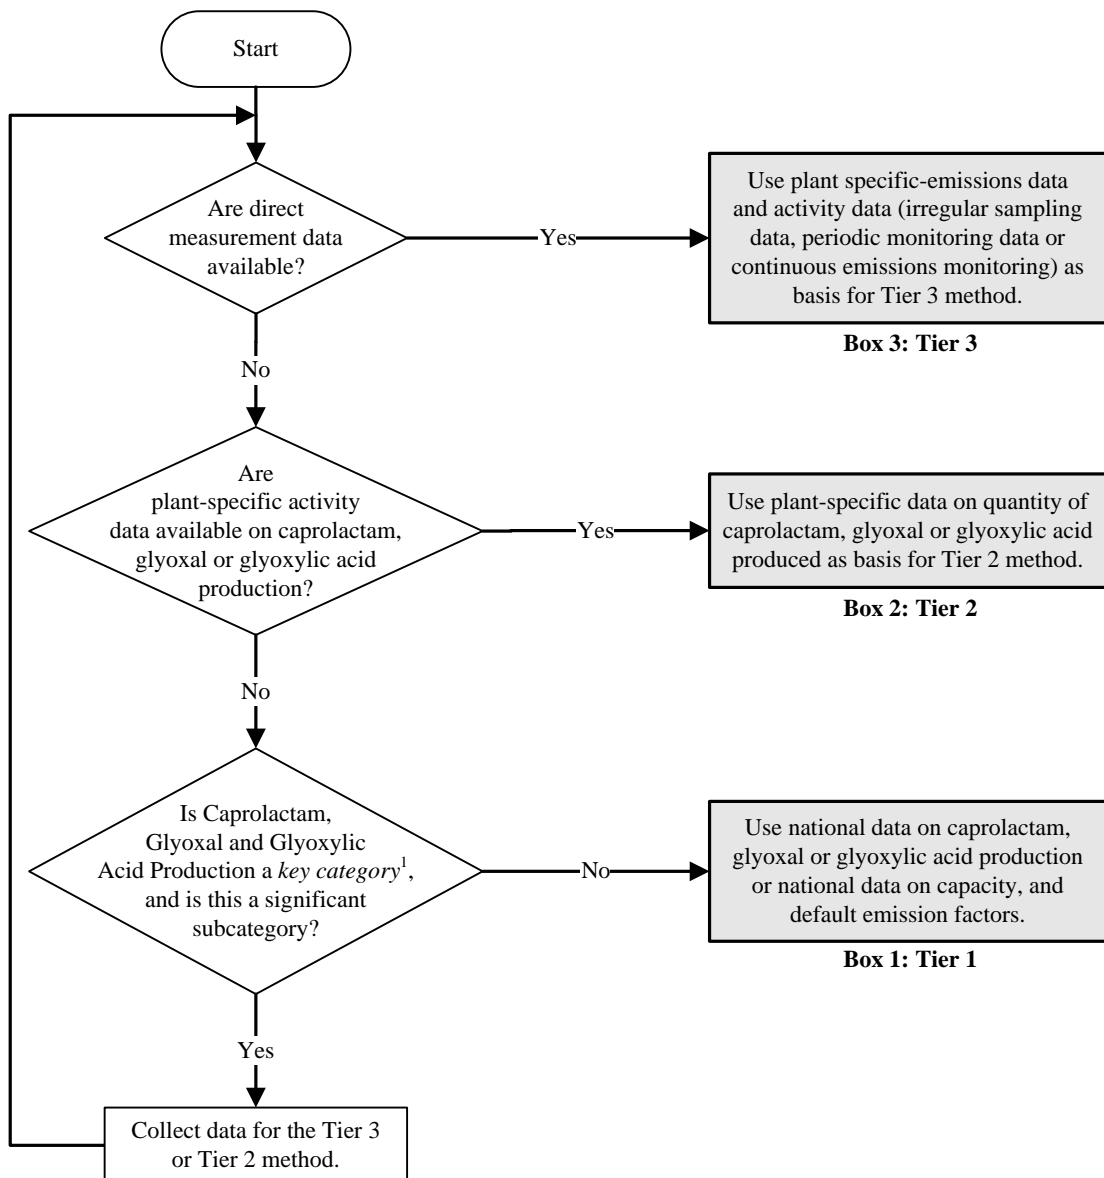 Start
Are direct
measurement data
available?
Yes
Use plant specific-emissions data
and activity data (irregular sampling
data, periodic monitoring data or
continuous emissions monitoring) as
basis for Tier 3 method.
Box 3: Tier 3
No
Are
plant-specific activity
data available on caprolactam,
glyoxal or glyoxylic acid
production?
Yes
Use plant-specific data on quantity of
caprolactam, glyoxal or glyoxylic acid
produced as basis for Tier 2 method.
Box 2: Tier 2
No
Is Caprolactam,
Glyoxal and Glyoxylic
Acid Production a key category¹,
and is this a significant
subcategory?
No
Use national data on caprolactam,
glyoxal or glyoxylic acid production
or national data on capacity, and
default emission factors.
Box 1: Tier 1
Yes
Collect data for the Tier 3
or Tier 2 method.